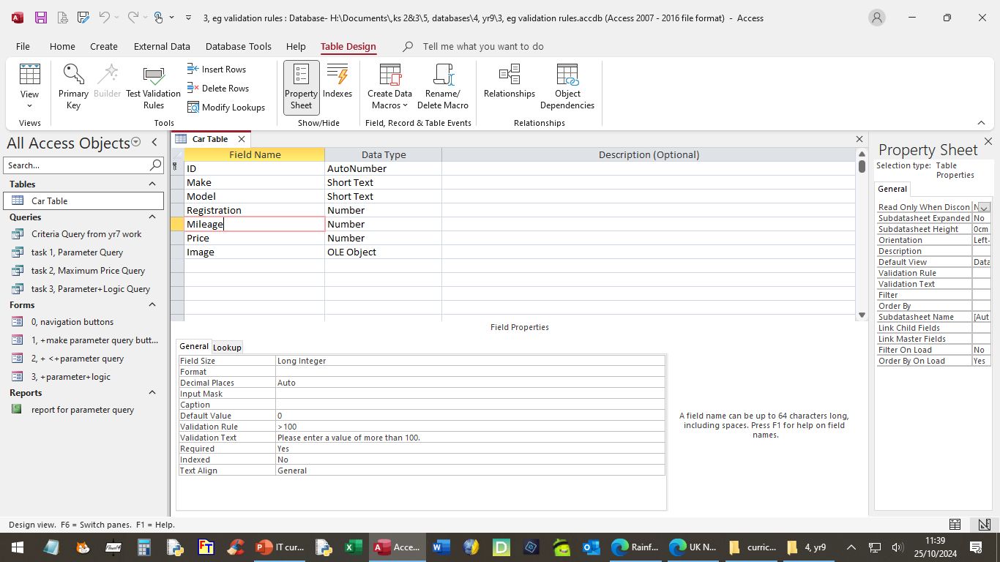 3, eg validation rules : Database- H:\Documents\,ks 2&3\5, databases\4, yr9\3, eg validation rules.accdb (Access 2007 - 2016 file format) - Access
File Home Create External Data Database Tools Help Table Design Tell me what you want to do
View
Views
Primary Key
Builder
Test Validation Rules
Insert Rows
Delete Rows
Modify Lookups
Tools
Property Sheet
Indexes
Show/Hide
Create Data Macros
Rename/ Delete Macro
Field, Record & Table Events
Relationships
Object Dependencies
Relationships
All Access Objects
Search...
Tables
Car Table
Queries
Criteria Query from yr7 work
task 1, Parameter Query
task 2, Maximum Price Query
task 3, Parameter+Logic Query
Forms
0, navigation buttons
1, +make parameter query butt...
2, + <+parameter query
3, +parameter+logic
Reports
report for parameter query
Car Table
Field Name Data Type Description (Optional)
ID AutoNumber
Make Short Text
Model Short Text
Registration Number
Mileage Number
Price Number
Image OLE Object
Field Properties
General Lookup
Field Size Long Integer
Format
Decimal Places Auto
Input Mask
Caption
Default Value 0
Validation Rule >100
Validation Text Please enter a value of more than 100.
Required Yes
Indexed No
Text Align General
A field name can be up to 64 characters long,
including spaces. Press F1 for help on field
names.
Property Sheet
Selection type: Table
Properties
General
Read Only When Discon N
Subdatasheet Expanded No
Subdatasheet Height 0cm
Orientation Left-
Description
Default View Data
Validation Rule
Validation Text
Filter
Order By
Subdatasheet Name [Aut
Link Child Fields
Link Master Fields
Filter On Load No
Order By On Load Yes
Design view. F6 = Switch panes. F1 = Help.
IT cur... Acce... Rainf... UK N... curric... 4, yr9
11:39
25/10/2024